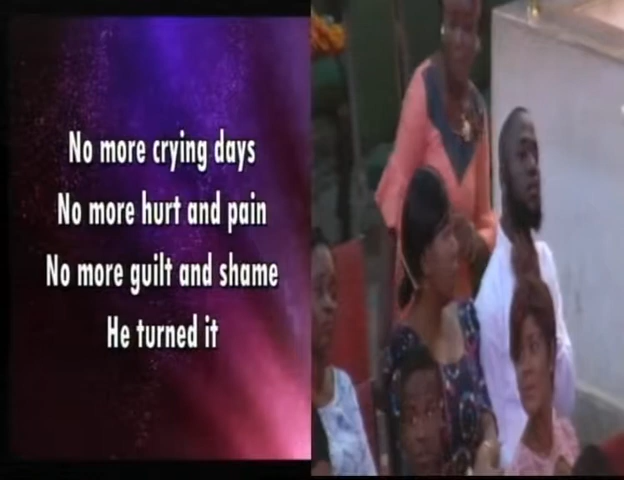 No more crying days
No more hurt and pain
No more guilt and shame
He turned it